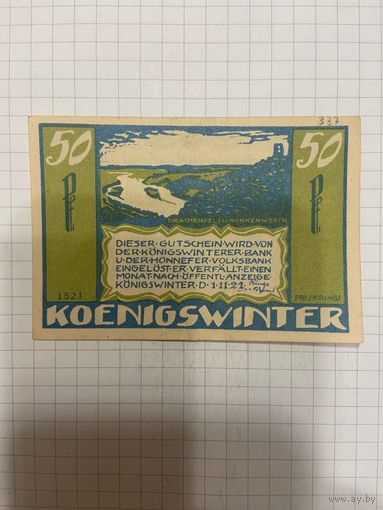 337
50 50
Pf Pf
DRACHENFELS U NONNENWERTH
DIESER GUTSCHEIN WIRD VON
DER KÖNIGSWINTERER BANK
U DER HONNEFER VOLKSBANK
EINGELÖST ER VERFÄLLT EINEN
MONAT NACH ÖFFENTL ANZEIGE
KÖNIGSWINTER D 1·11·21
1521
KOENIGSWINTER
www.ay.by